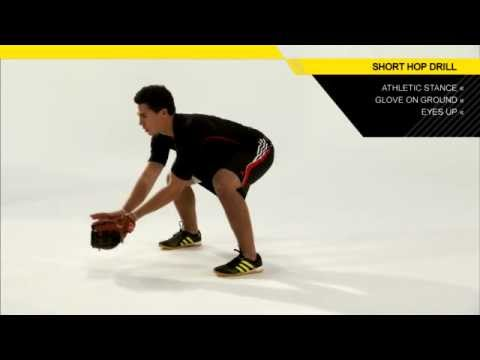 SHORT HOP DRILL
ATHLETIC STANCE «
GLOVE ON GROUND «
EYES UP «